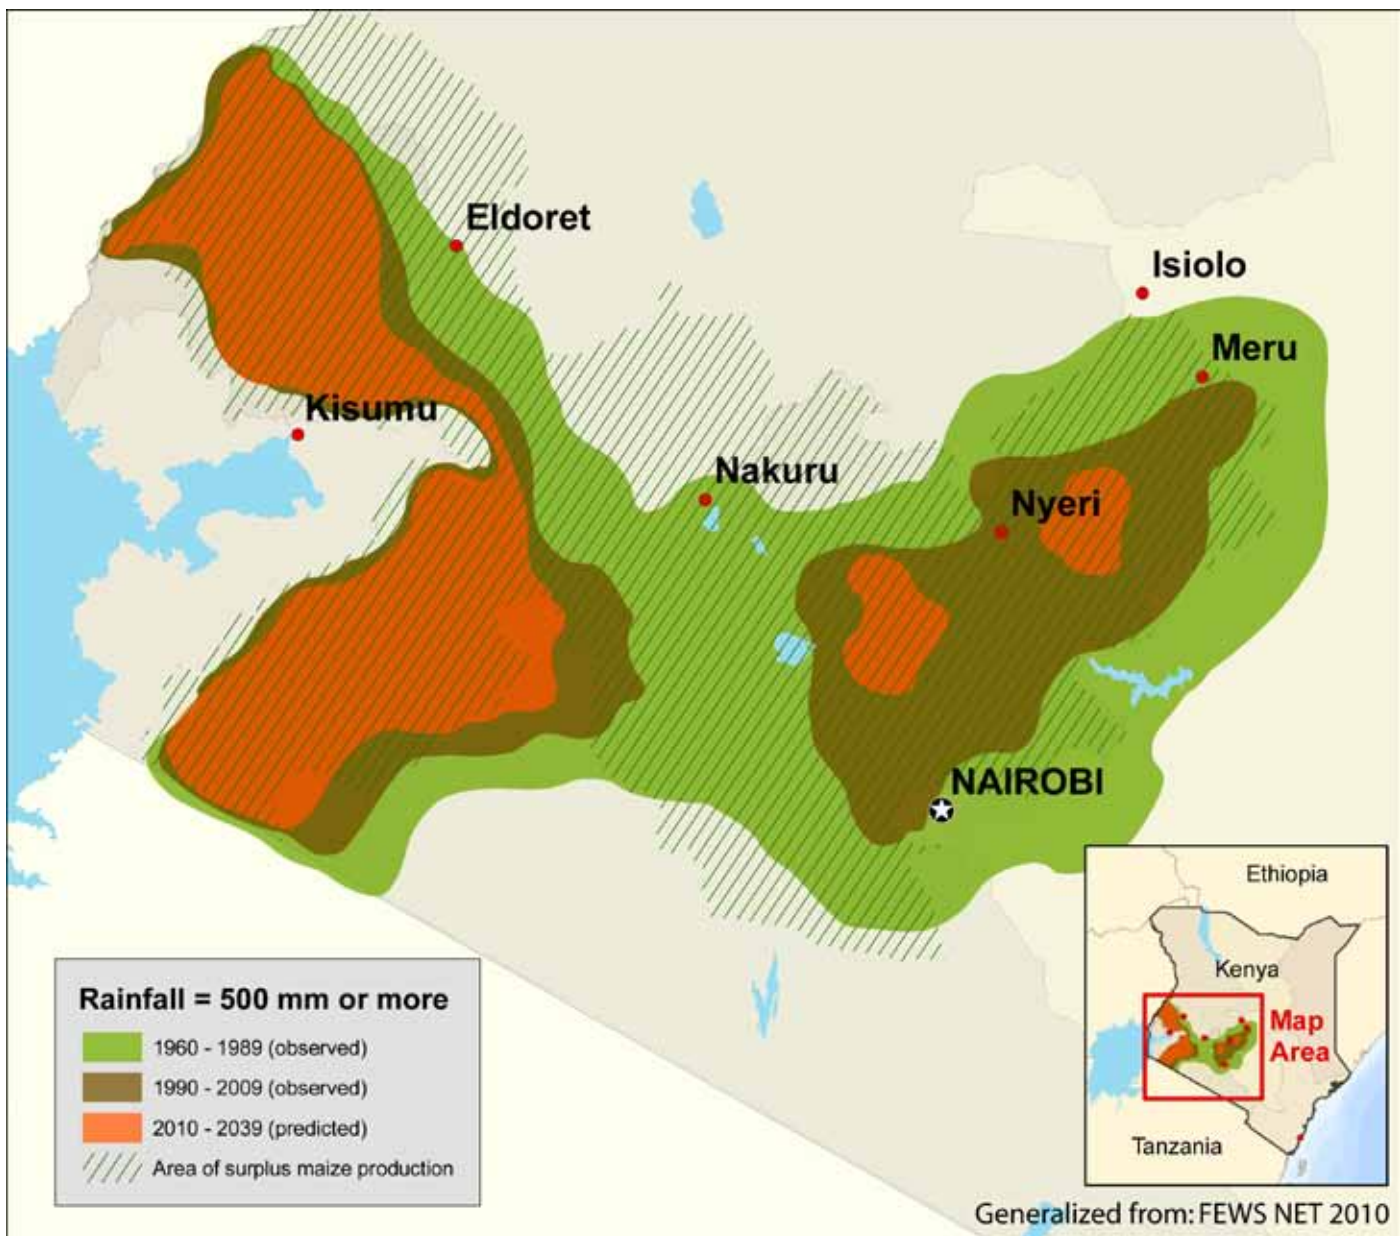 Eldoret
Isiolo
Meru
Kisumu
Nakuru
Nyeri
NAIROBI
Rainfall = 500 mm or more
1960 - 1989 (observed)
1990 - 2009 (observed)
2010 - 2039 (predicted)
Area of surplus maize production
Ethiopia
Kenya
Map
Area
Tanzania
Generalized from: FEWS NET 2010